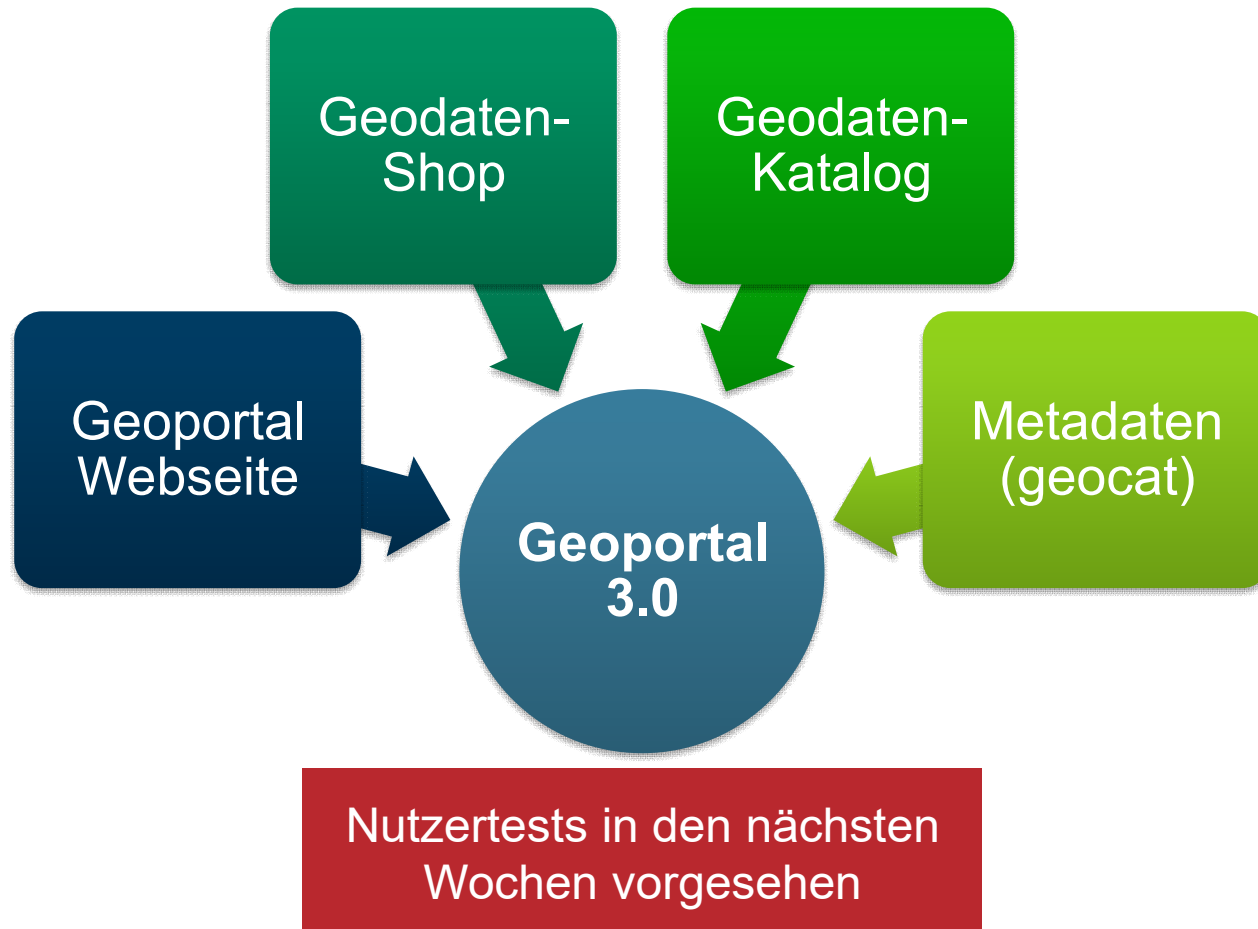 Geodaten-
Shop
Geodaten-
Katalog
Geoportal
Webseite
Metadaten
(geocat)
Geoportal
3.0
Nutzertests in den nächsten
Wochen vorgesehen